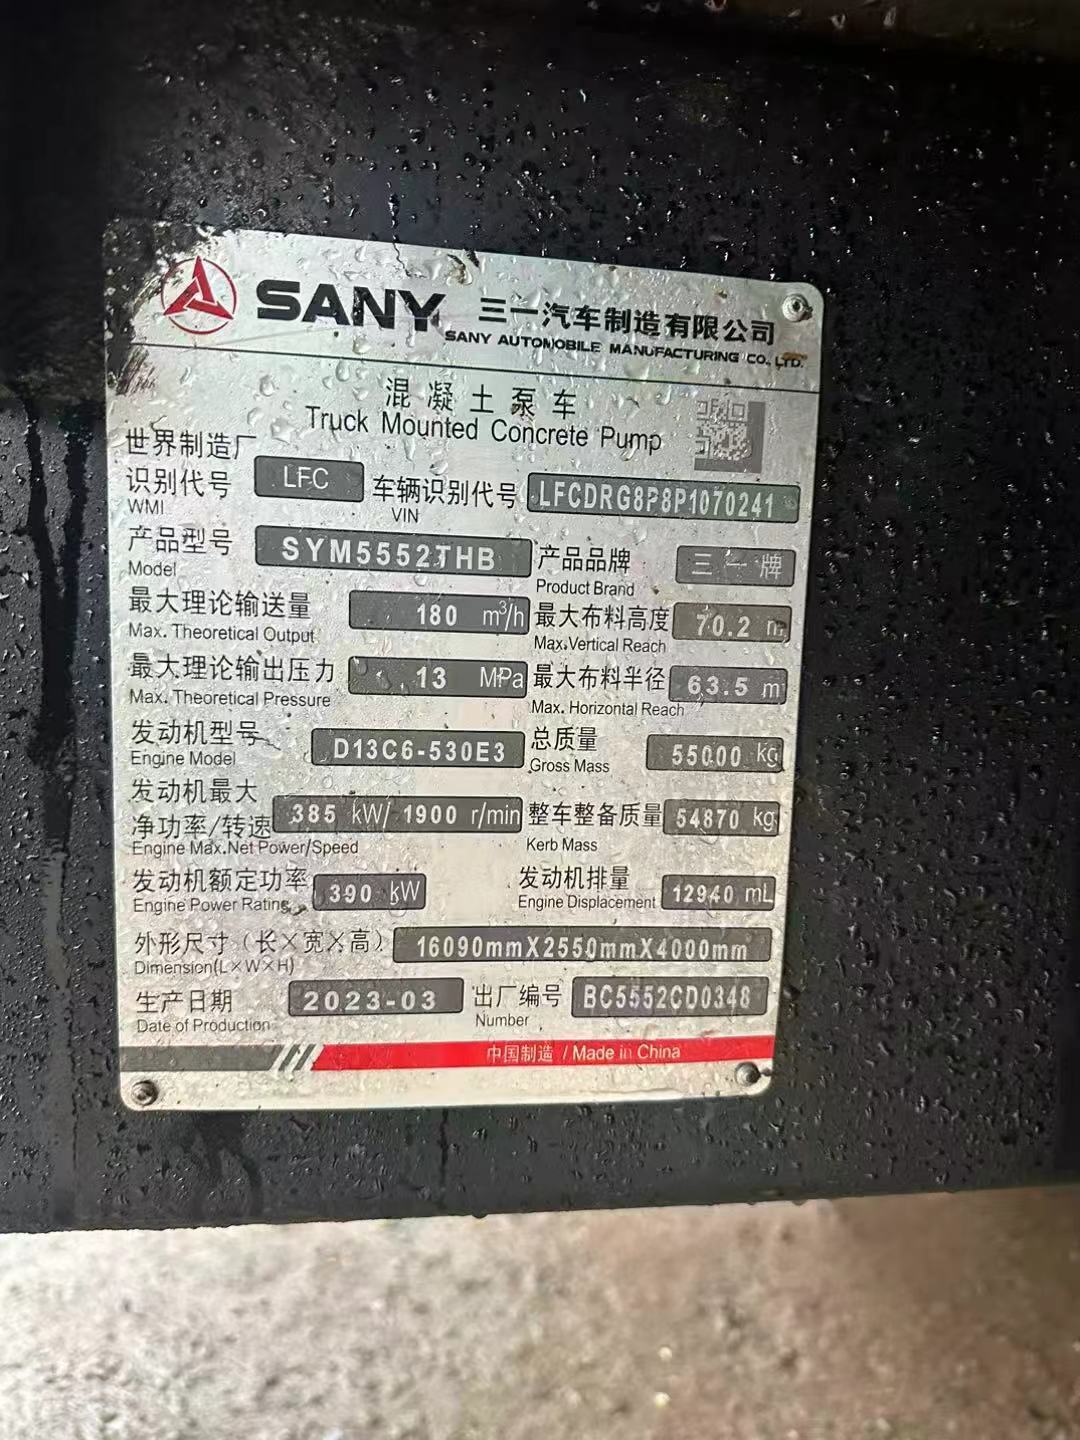 SANY 三一汽车制造有限公司
SANY AUTOMOBILE MANUFACTURING CO., LTD.
混凝土泵车
Truck Mounted Concrete Pump
世界制造厂
识别代号 LFC 车辆识别代号 LFCDRG8P8P1070241
WMI VIN
产品型号 SYM5552THB 产品品牌 三一牌
Model Product Brand
最大理论输送量 180 m³/h 最大布料高度 70.2 m
Max. Theoretical Output Max.Vertical Reach
最大理论输出压力 13 MPa 最大布料半径 63.5 m
Max. Theoretical Pressure Max. Horizontal Reach
发动机型号 D13C6-530E3 总质量 55000 kg
Engine Model Gross Mass
发动机最大
净功率/转速 385 kW/ 1900 r/min 整车整备质量 54870 kg
Engine Max.Net Power/Speed Kerb Mass
发动机额定功率 390 kW 发动机排量 12940 mL
Engine Power Rating Engine Displacement
外形尺寸（长×宽×高） 16090mmX2550mmX4000mm
Dimension(L×W×H)
生产日期 2023-03 出厂编号 BC5552CD0348
Date of Production Number
中国制造 / Made in China